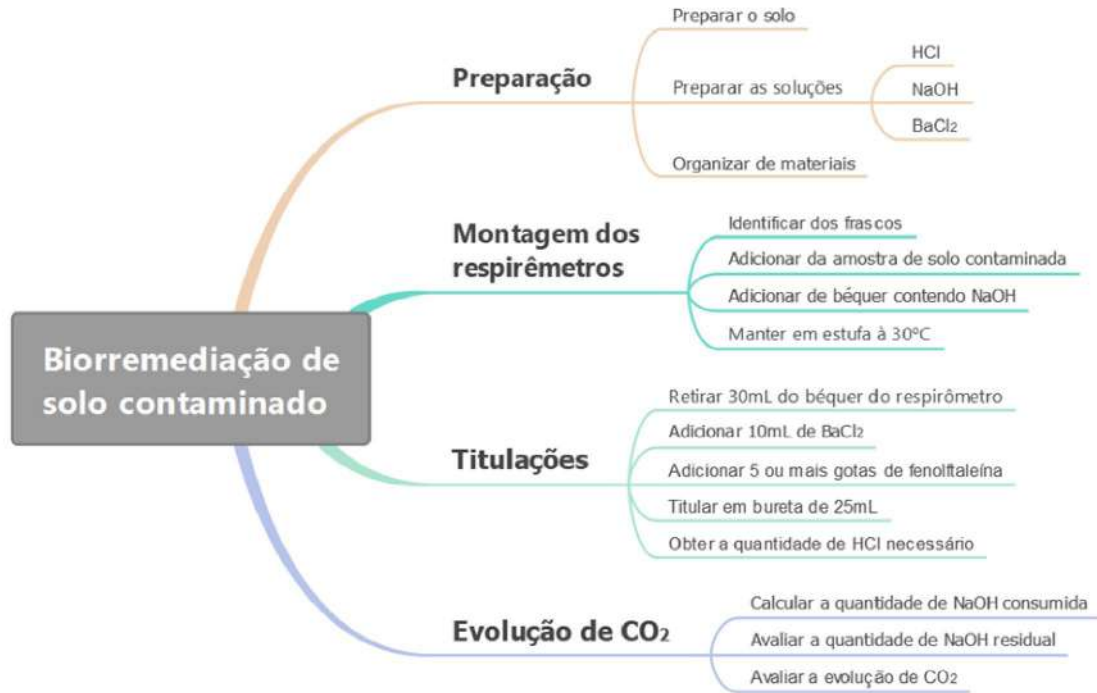 Biorremediação de
solo contaminado
Preparação
Preparar o solo
Preparar as soluções
HCl
NaOH
BaCl₂
Organizar de materiais
Montagem dos
respirêmetros
Identificar dos frascos
Adicionar da amostra de solo contaminada
Adicionar de béquer contendo NaOH
Manter em estufa à 30ºC
Titulações
Retirar 30mL do béquer do respirômetro
Adicionar 10mL de BaCl₂
Adicionar 5 ou mais gotas de fenolftaleína
Titular em bureta de 25mL
Obter a quantidade de HCl necessário
Evolução de CO₂
Calcular a quantidade de NaOH consumida
Avaliar a quantidade de NaOH residual
Avaliar a evolução de CO₂